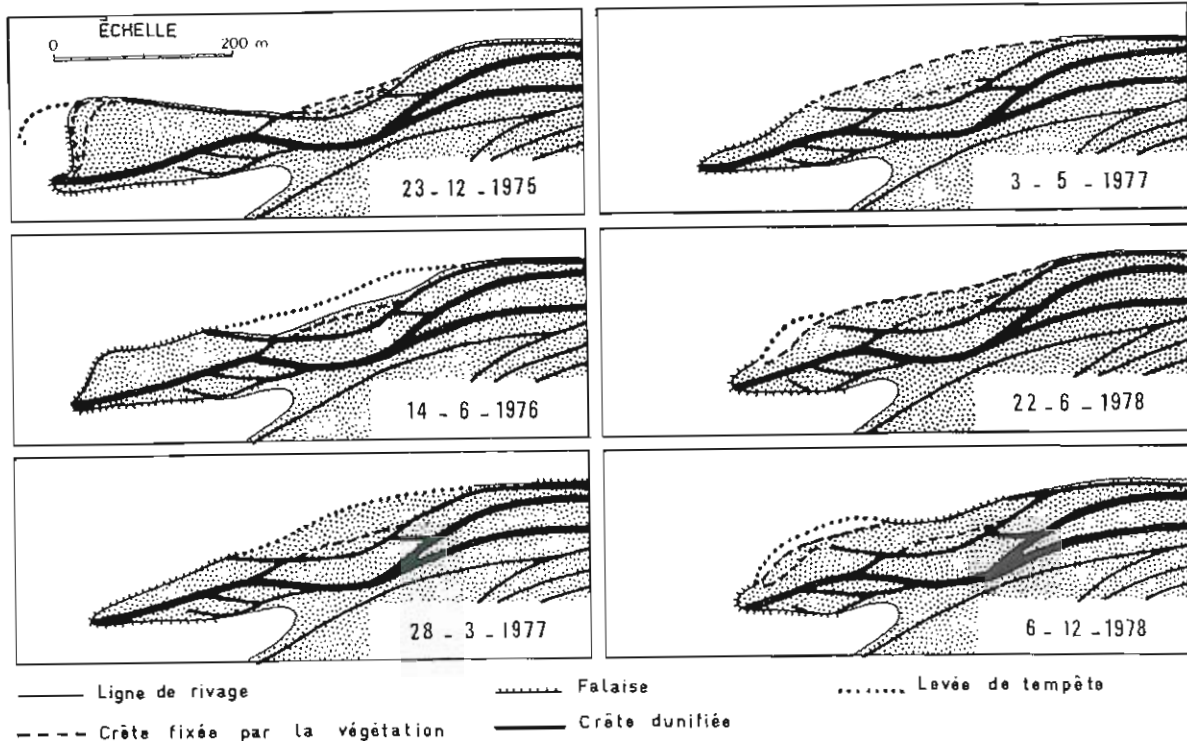 ÉCHELLE
0 200 m
23 - 12 - 1975
3 - 5 - 1977
14 - 6 - 1976
22 - 6 - 1978
28 - 3 - 1977
6 - 12 - 1978
Ligne de rivage
Falaise
Levée de tempête
Crête fixée par la végétation
Crête dunifiée